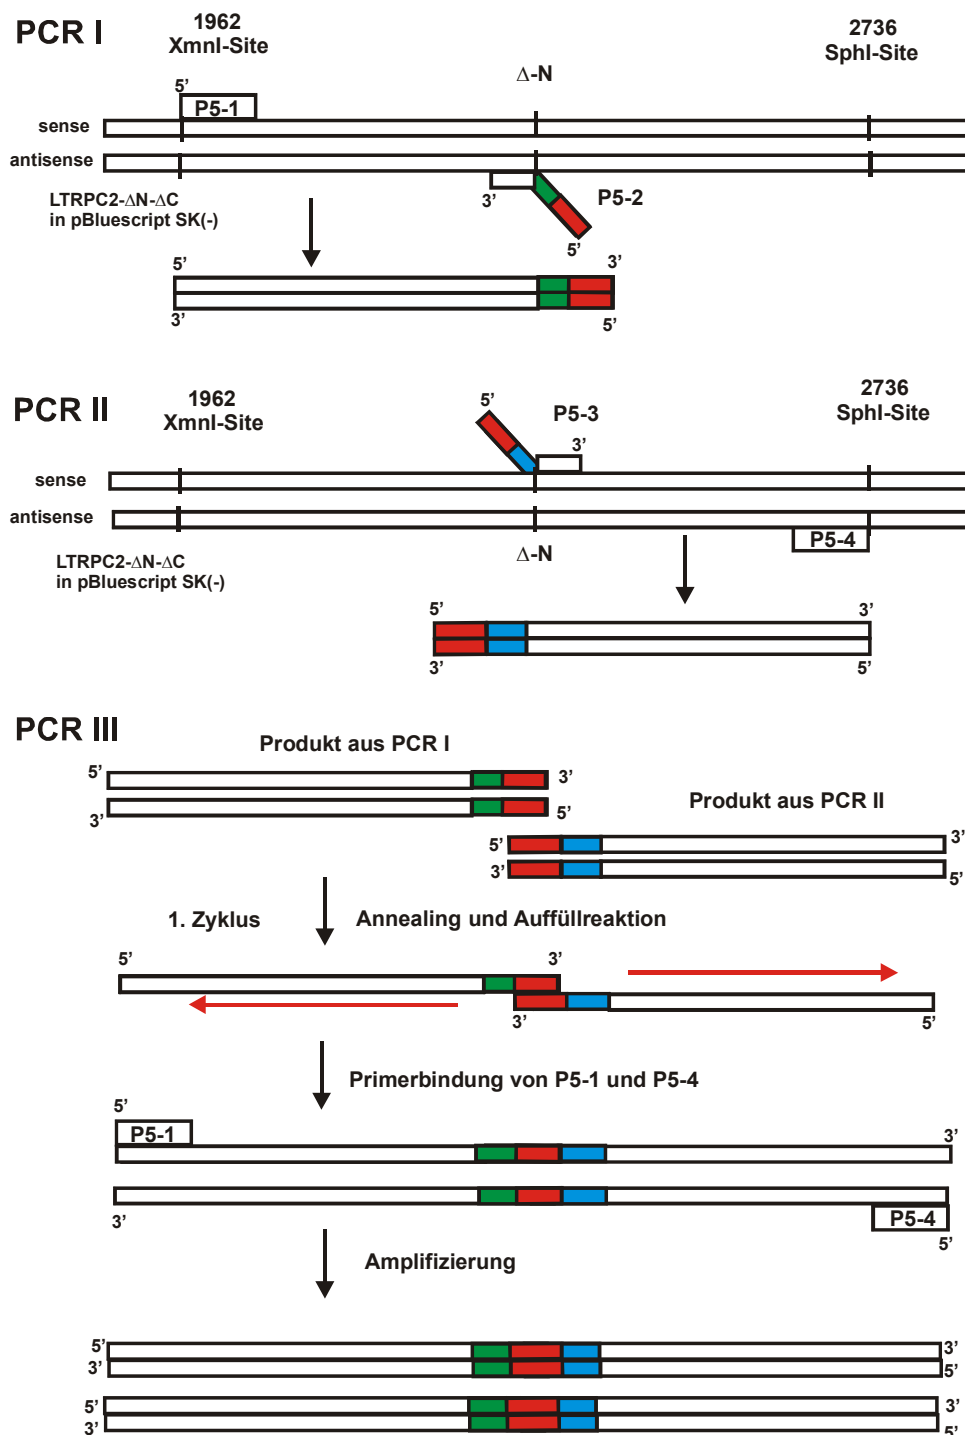 PCR I
1962
XmnI-Site
2736
SphI-Site
Δ-N
5’
P5-1
sense
antisense
3’
P5-2
LTRPC2-ΔN-ΔC
in pBluescript SK(-)
5’
5’
3’
3’
5’
PCR II
1962
XmnI-Site
2736
SphI-Site
5’
P5-3
3’
sense
antisense
P5-4
Δ-N
LTRPC2-ΔN-ΔC
in pBluescript SK(-)
5’
3’
3’
5’
PCR III
Produkt aus PCR I
5’
3’
3’
5’
Produkt aus PCR II
5’
3’
3’
5’
1. Zyklus
Annealing und Auffüllreaktion
5’
3’
3’
5’
Primerbindung von P5-1 und P5-4
5’
P5-1
3’
3’
P5-4
5’
Amplifizierung
5’
3’
3’
5’
5’
3’
3’
5’